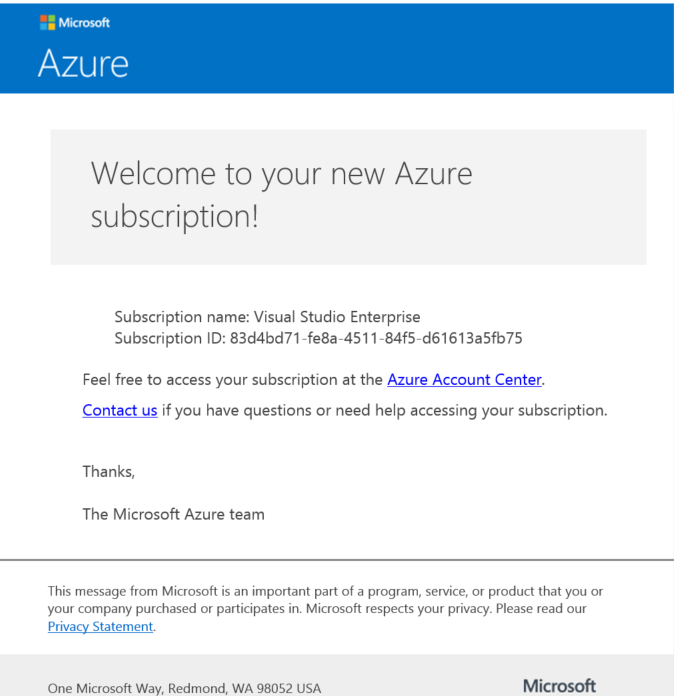 Microsoft
Azure
Welcome to your new Azure
subscription!
Subscription name: Visual Studio Enterprise
Subscription ID: 83d4bd71-fe8a-4511-84f5-d61613a5fb75
Feel free to access your subscription at the Azure Account Center.
Contact us if you have questions or need help accessing your subscription.
Thanks,
The Microsoft Azure team
This message from Microsoft is an important part of a program, service, or product that you or
your company purchased or participates in. Microsoft respects your privacy. Please read our
Privacy Statement.
One Microsoft Way, Redmond, WA 98052 USA
Microsoft